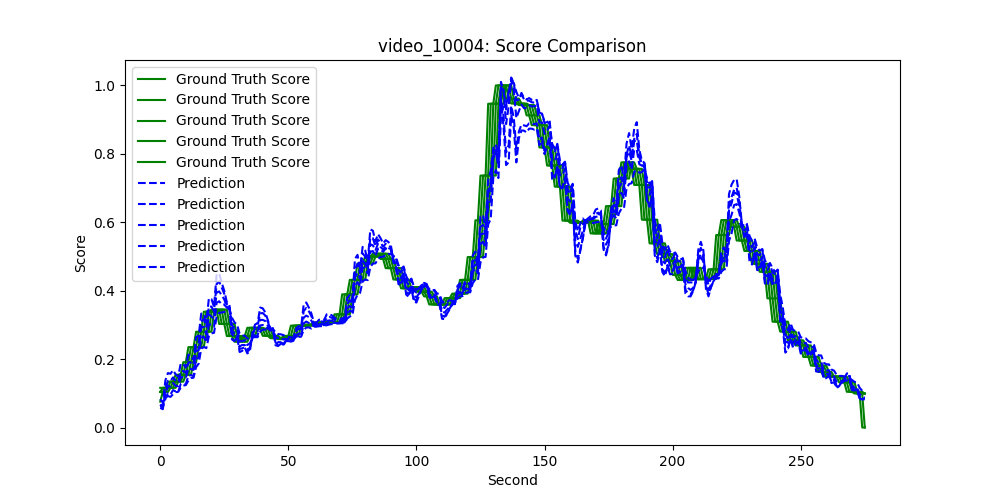 video_10004: Score Comparison
Ground Truth Score
Ground Truth Score
Ground Truth Score
Ground Truth Score
Ground Truth Score
Prediction
Prediction
Prediction
Prediction
Prediction
1.0
0.8
0.6
0.4
0.2
0.0
Score
0 50 100 150 200 250
Second